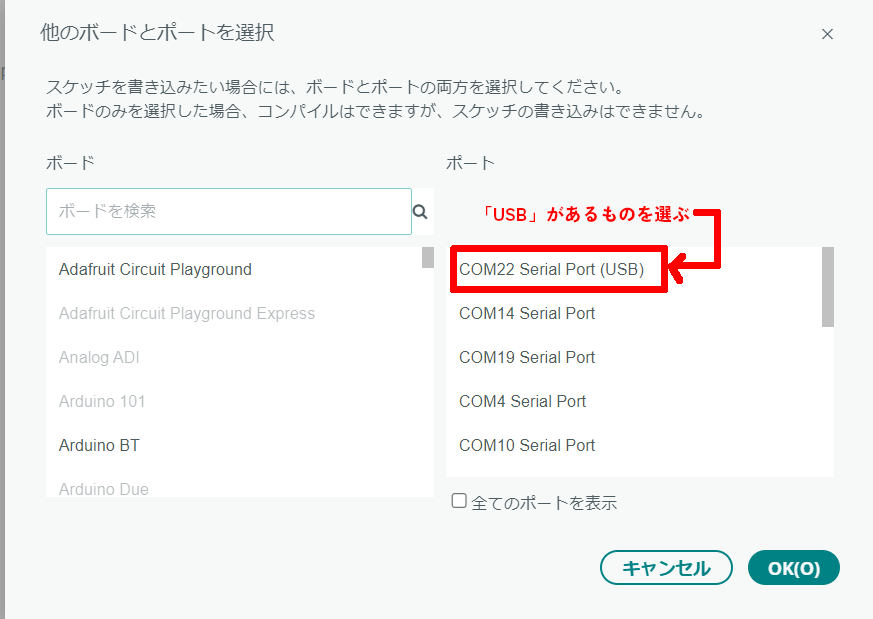 他のボードとポートを選択
スケッチを書き込みたい場合には、ボードとポートの両方を選択してください。
ボードのみを選択した場合、コンパイルはできますが、スケッチの書き込みはできません。
ボード
ボードを検索
Adafruit Circuit Playground
Adafruit Circuit Playground Express
Analog ADI
Arduino 101
Arduino BT
Arduino Due
ポート
「USB」があるものを選ぶ
COM22 Serial Port (USB)
COM14 Serial Port
COM19 Serial Port
COM4 Serial Port
COM10 Serial Port
全てのポートを表示
キャンセル
OK(O)